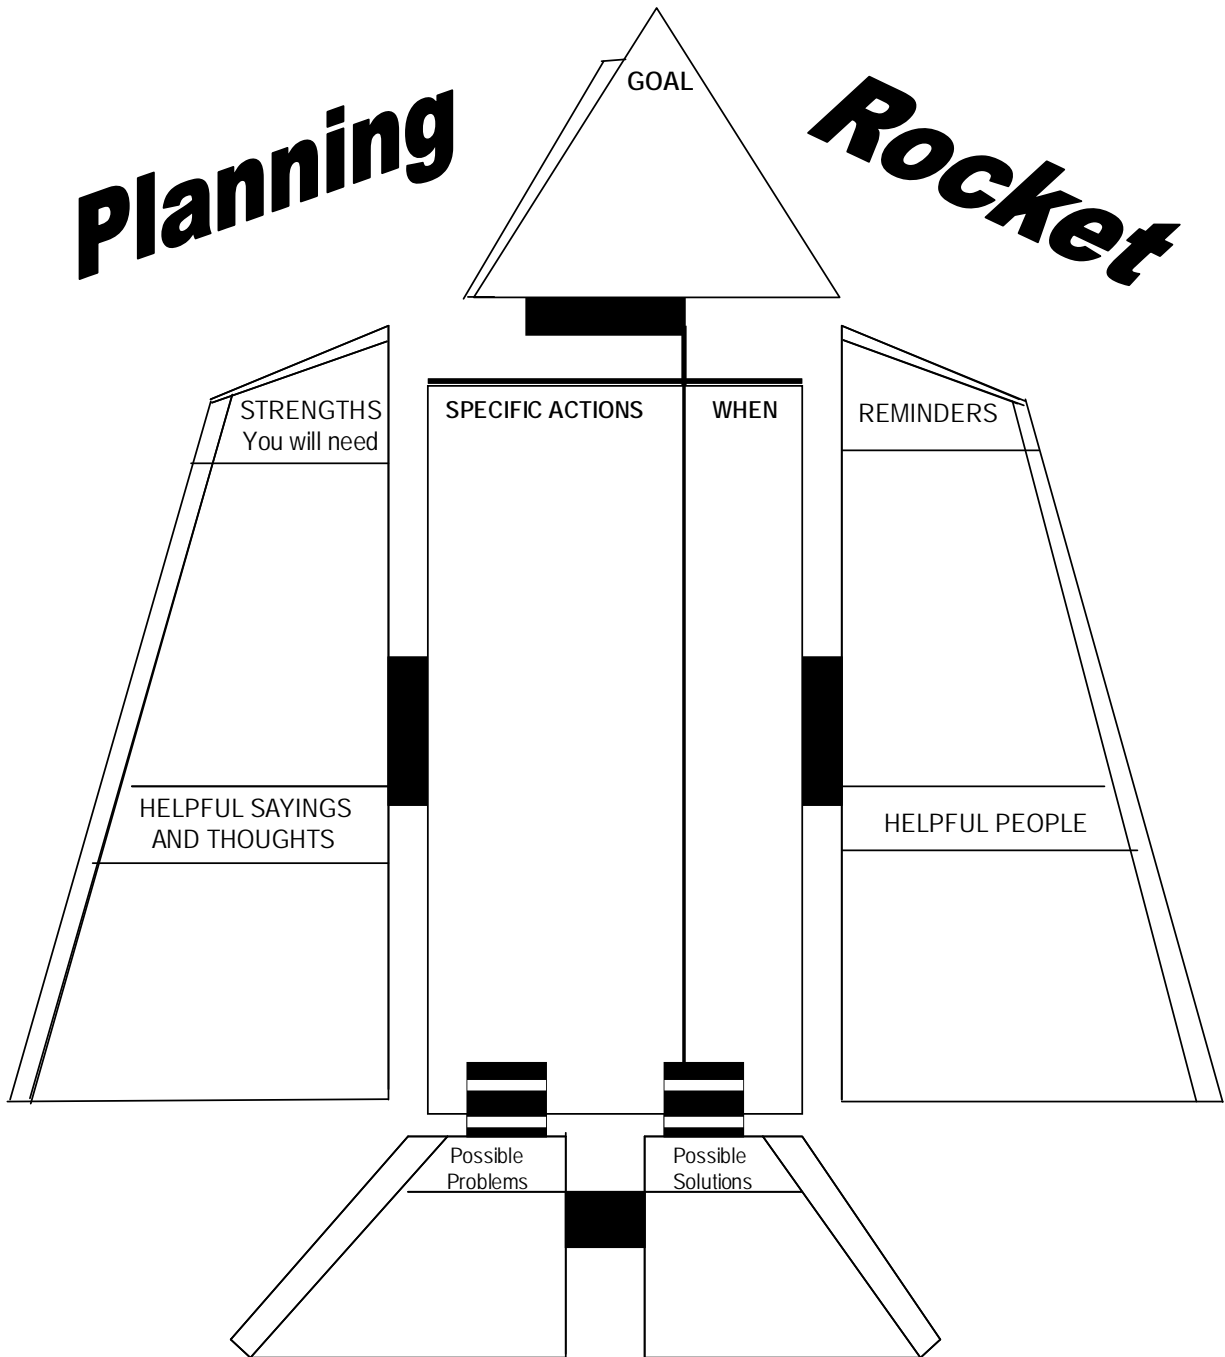 Planning Rocket
GOAL
STRENGTHS
You will need
SPECIFIC ACTIONS
WHEN
REMINDERS
HELPFUL SAYINGS
AND THOUGHTS
HELPFUL PEOPLE
Possible
Problems
Possible
Solutions